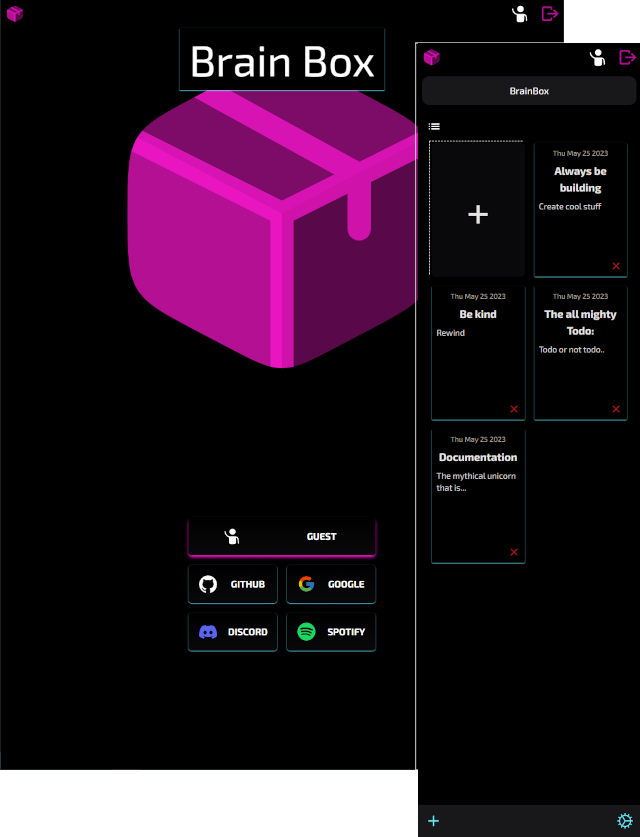 Brain Box
GUEST
GITHUB
GOOGLE
DISCORD
SPOTIFY
BrainBox
Thu May 25 2023
Always be
building
Create cool stuff
Thu May 25 2023
Be kind
Rewind
Thu May 25 2023
The all mighty
Todo:
Todo or not todo..
Thu May 25 2023
Documentation
The mythical unicorn
that is...